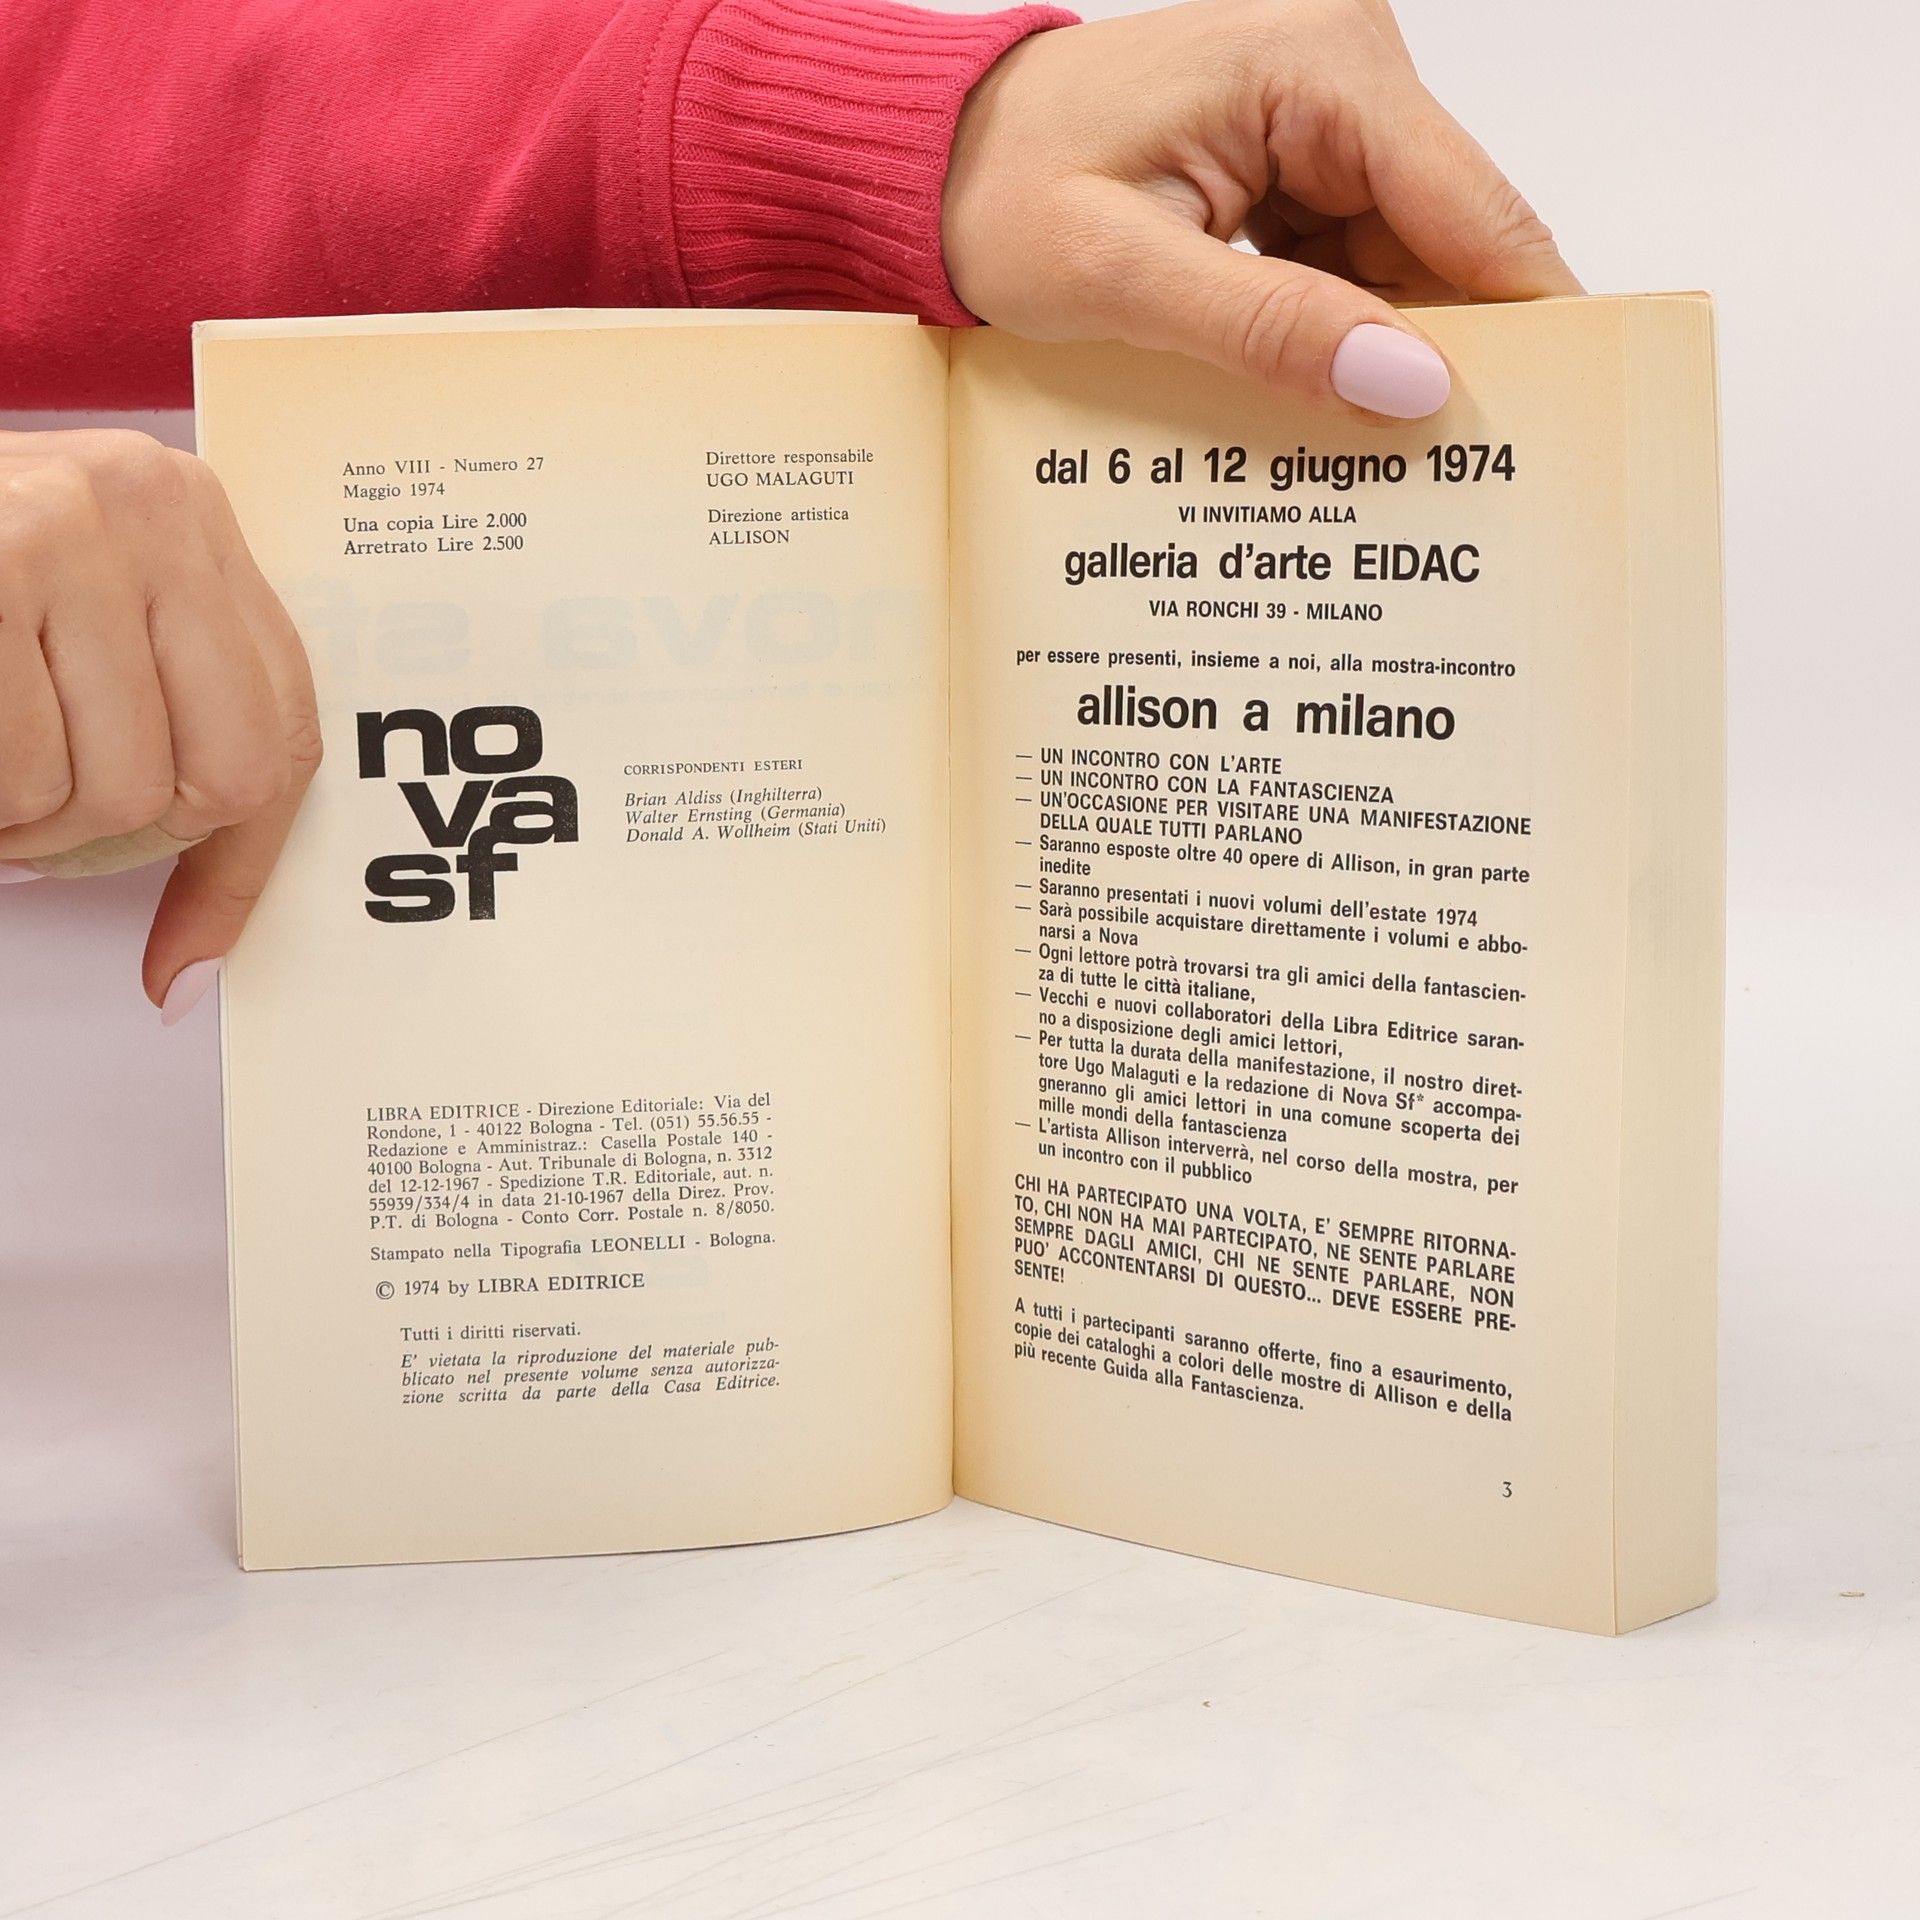 Anno VIII - Numero 27
Maggio 1974
Una copia Lire 2.000
Arretrato Lire 2.500
Direttore responsabile
UGO MALAGUTI
Direzione artistica
ALLISON
no
va
sf
CORRISPONDENTI ESTERI
Brian Aldiss (Inghilterra)
Walter Ernsting (Germania)
Donald A. Wollheim (Stati Uniti)
LIBRA EDITRICE - Direzione Editoriale: Via del
Rondone, 1 - 40122 Bologna - Tel. (051) 55.56.55 -
Redazione e Amministraz.: Casella Postale 140 -
40100 Bologna - Aut. Tribunale di Bologna, n. 3312
del 12-12-1967 - Spedizione T.R. Editoriale, aut. n.
55939/334/4 in data 21-10-1967 della Direz. Prov.
P.T. di Bologna - Conto Corr. Postale n. 8/8050.
Stampato nella Tipografia LEONELLI - Bologna.
© 1974 by LIBRA EDITRICE
Tutti i diritti riservati.
E' vietata la riproduzione del materiale pub-
blicato nel presente volume senza autorizza-
zione scritta da parte della Casa Editrice.
dal 6 al 12 giugno 1974
VI INVITIAMO ALLA
galleria d'arte EIDAC
VIA RONCHI 39 - MILANO
per essere presenti, insieme a noi, alla mostra-incontro
allison a milano
— UN INCONTRO CON L'ARTE
— UN INCONTRO CON LA FANTASCIENZA
— UN'OCCASIONE PER VISITARE UNA MANIFESTAZIONE
DELLA QUALE TUTTI PARLANO
— Saranno esposte oltre 40 opere di Allison, in gran parte
inedite
— Saranno presentati i nuovi volumi dell'estate 1974
— Sarà possibile acquistare direttamente i volumi e abbo-
narsi a Nova
— Ogni lettore potrà trovarsi tra gli amici della fantascien-
za di tutte le città italiane,
— Vecchi e nuovi collaboratori della Libra Editrice saran-
no a disposizione degli amici lettori,
— Per tutta la durata della manifestazione, il nostro diret-
tore Ugo Malaguti e la redazione di Nova Sf* accompa-
gneranno gli amici lettori in una comune scoperta dei
mille mondi della fantascienza
— L'artista Allison interverrà, nel corso della mostra, per
un incontro con il pubblico
CHI HA PARTECIPATO UNA VOLTA, E' SEMPRE RITORNA-
TO, CHI NON HA MAI PARTECIPATO, NE SENTE PARLARE
SEMPRE DAGLI AMICI, CHI NE SENTE PARLARE, NON
PUO' ACCONTENTARSI DI QUESTO... DEVE ESSERE PRE-
SENTE!
A tutti i partecipanti saranno offerte, fino a esaurimento,
copie dei cataloghi a colori delle mostre di Allison e della
più recente Guida alla Fantascienza.
3